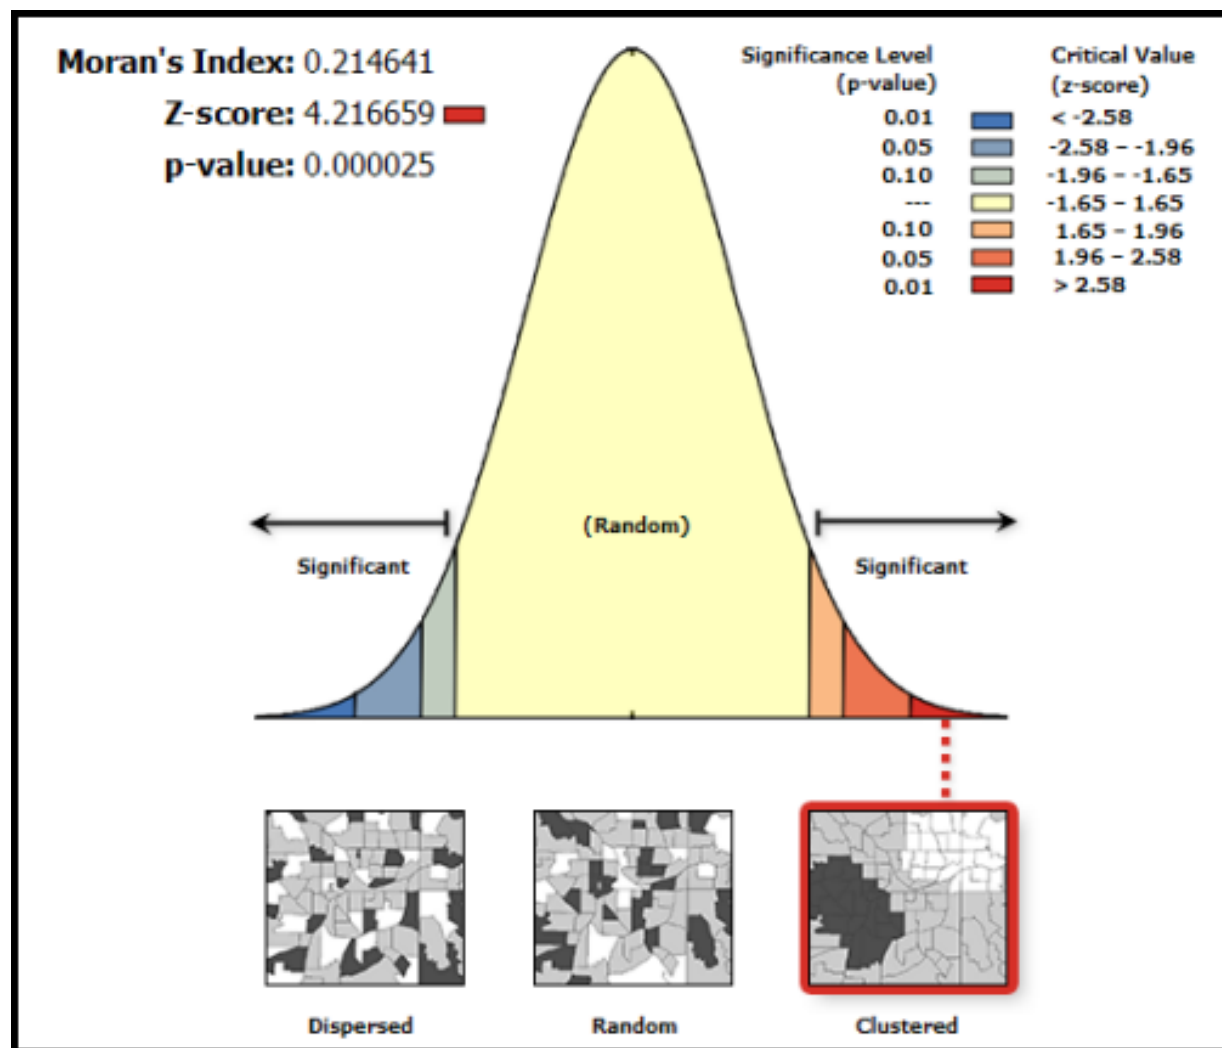 Moran's Index: 0.214641
Z-score: 4.216659
p-value: 0.000025
Significance Level
(p-value)
Critical Value
(z-score)
0.01 < -2.58
0.05 -2.58 – -1.96
0.10 -1.96 – -1.65
--- -1.65 – 1.65
0.10 1.65 – 1.96
0.05 1.96 – 2.58
0.01 > 2.58
(Random)
Significant
Significant
Dispersed
Random
Clustered